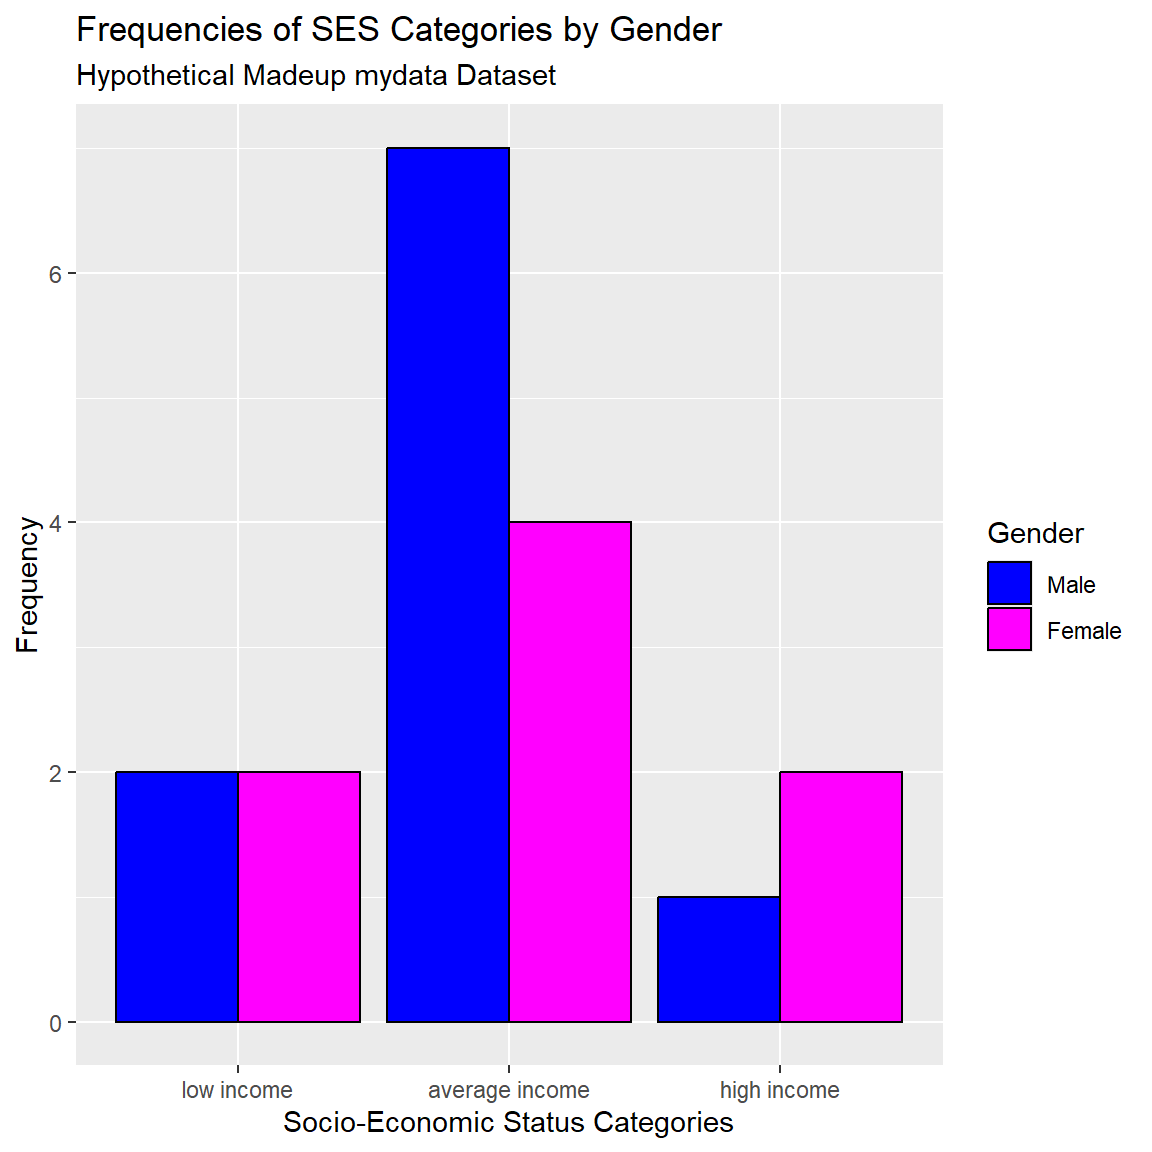 Frequencies of SES Categories by Gender
Hypothetical Madeup mydata Dataset
6
4
2
0
Frequency
low income
average income
high income
Socio-Economic Status Categories
Gender
Male
Female